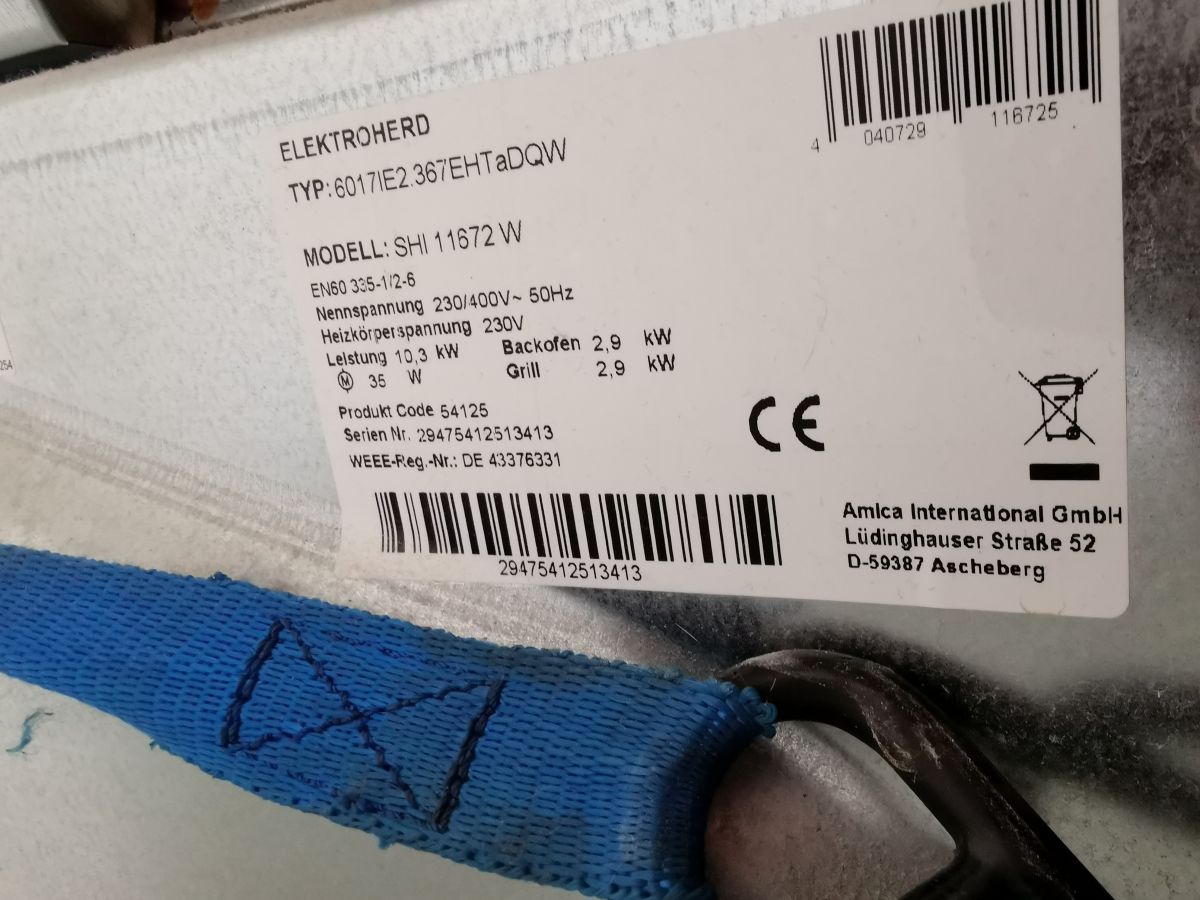 ELEKTROHERD
TYP: 6017IE2.367EHTaDQW
4 040729 116725
MODELL: SHI 11672 W
EN60 335-1/2-6
Nennspannung 230/400V~ 50Hz
Heizkörperspannung 230V
Leistung 10,3 kW Backofen 2,9 kW
M 35 W Grill 2,9 kW
Produkt Code 54125
Serien Nr. 29475412513413
WEEE-Reg.-Nr.: DE 43376331
CE
29475412513413
Amica International GmbH
Lüdinghauser Straße 52
D-59387 Ascheberg
254